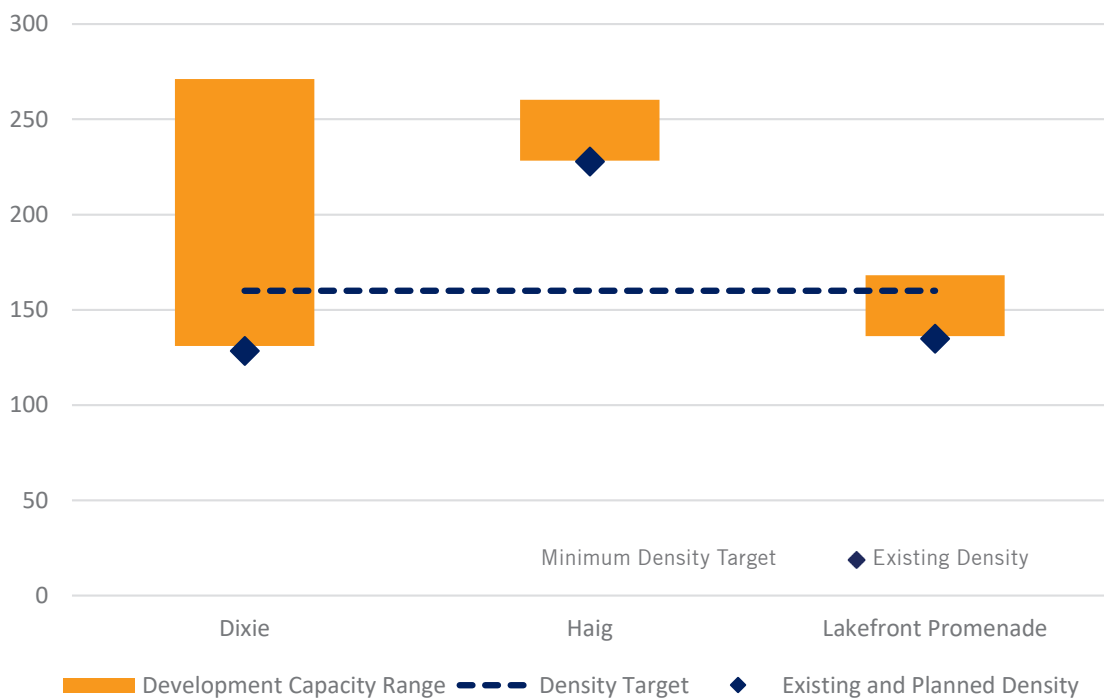 300
250
200
150
100
50
Minimum Density Target Existing Density
0
Dixie Haig Lakefront Promenade
Development Capacity Range Density Target Existing and Planned Density